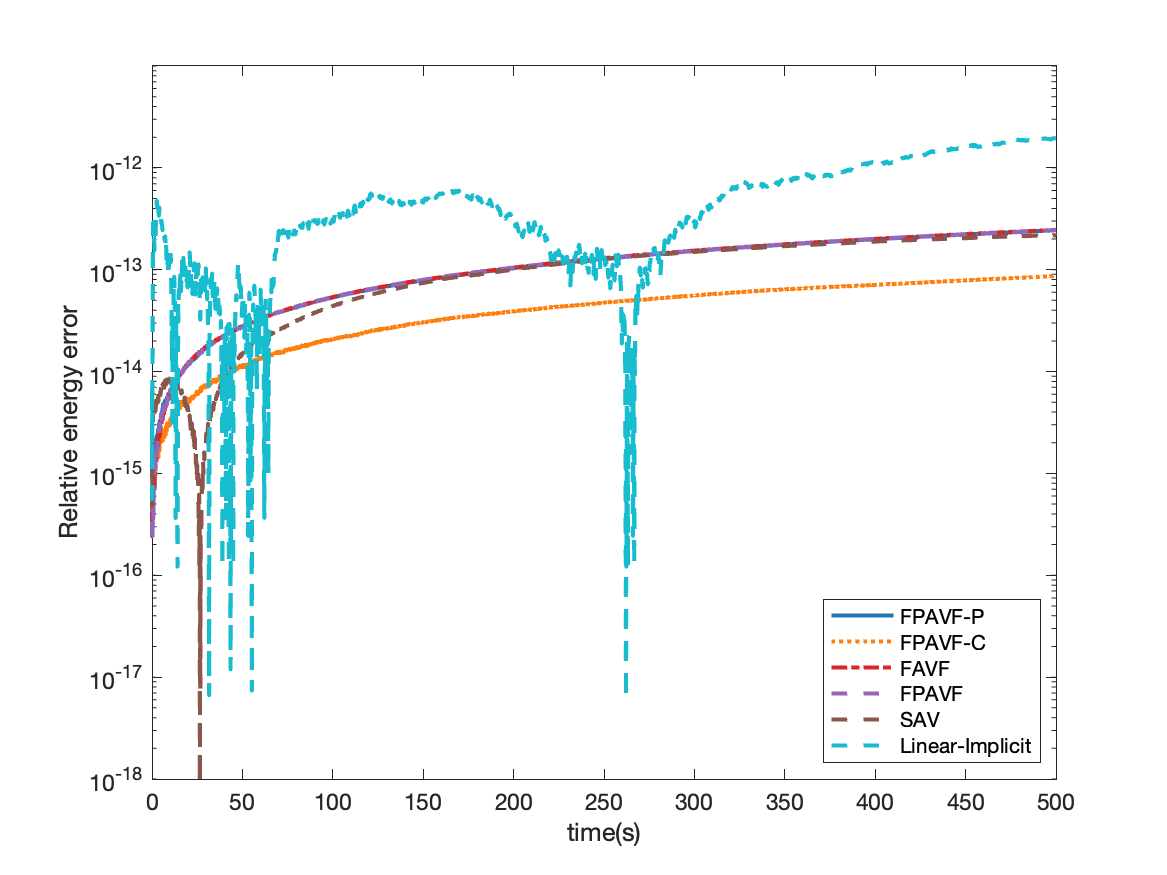 Relative energy error
10^-12
10^-13
10^-14
10^-15
10^-16
10^-17
10^-18
FPAVF-P
FPAVF-C
FAVF
FPAVF
SAV
Linear-Implicit
0 50 100 150 200 250 300 350 400 450 500
time(s)